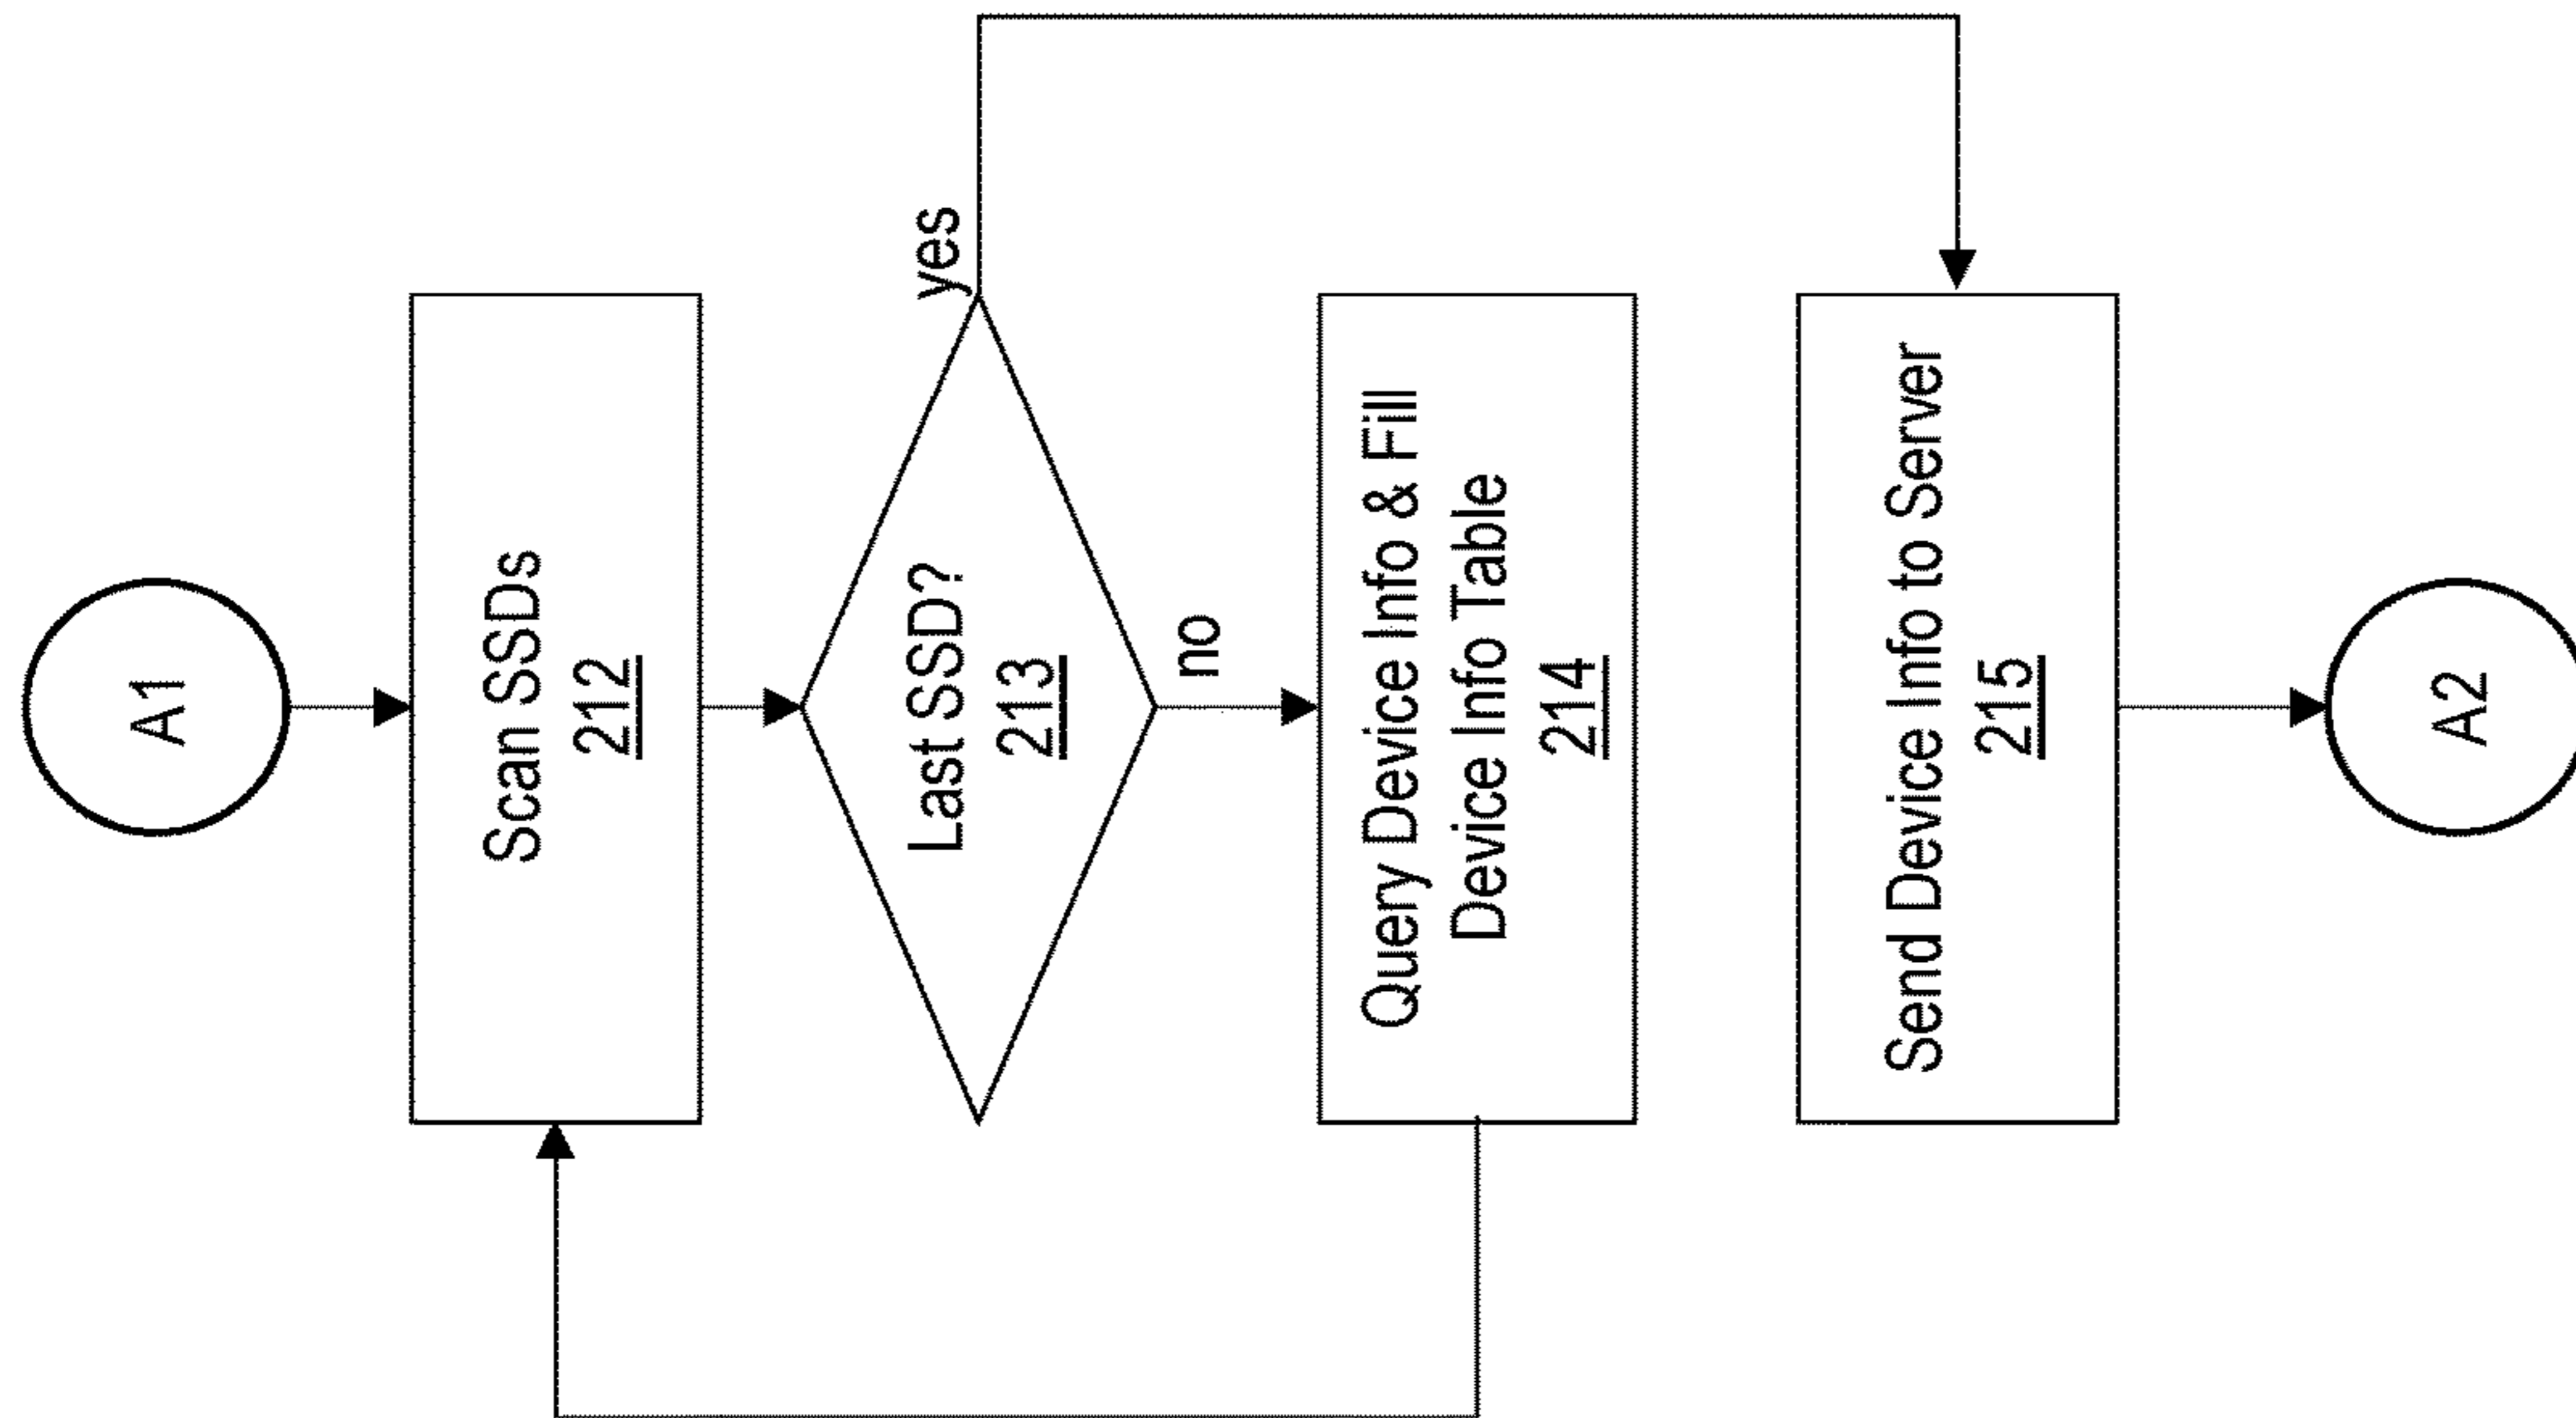 A1
Scan SSDs
212
Last SSD?
213
yes
no
Query Device Info & Fill
Device Info Table
214
Send Device Info to Server
215
A2